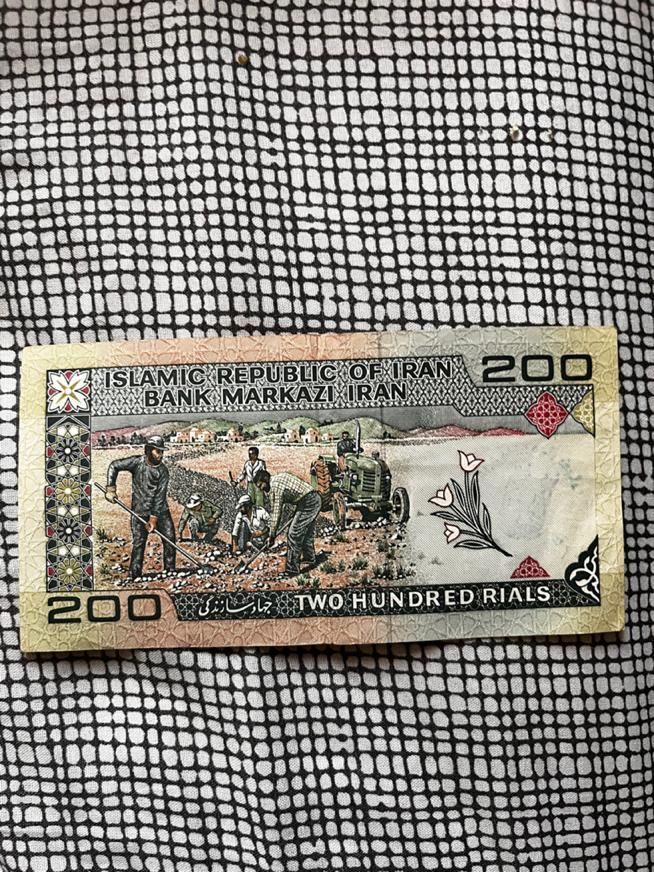 ISLAMIC REPUBLIC OF IRAN
200
BANK MARKAZI IRAN
200
جهاد سازندگی
TWO HUNDRED RIALS